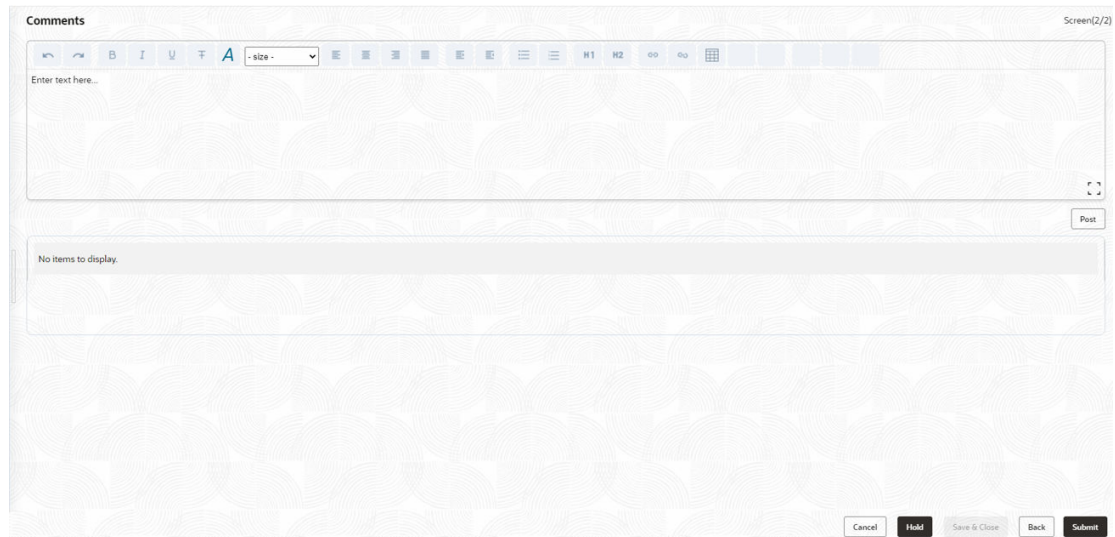 Comments
Screen(2/2)
B I U T A - size - H1 H2
Enter text here...
Post
No items to display.
Cancel Hold Save & Close Back Submit